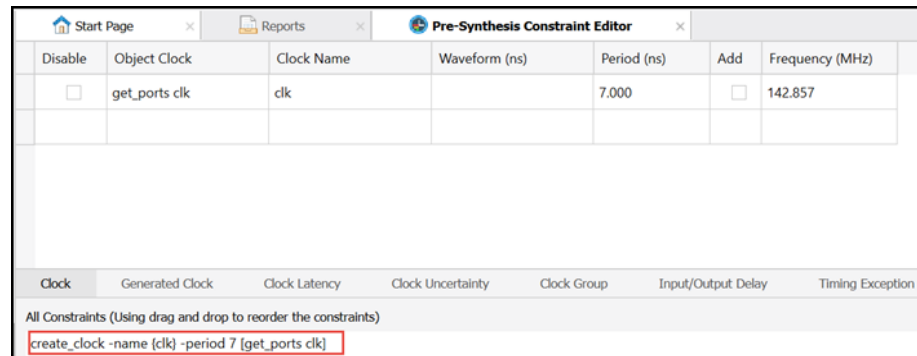 Start Page Reports Pre-Synthesis Constraint Editor
Disable Object Clock Clock Name Waveform (ns) Period (ns) Add Frequency (MHz)
get_ports clk clk 7.000 142.857
Clock Generated Clock Clock Latency Clock Uncertainty Clock Group Input/Output Delay Timing Exception
All Constraints (Using drag and drop to reorder the constraints)
create_clock -name {clk} -period 7 [get_ports clk]